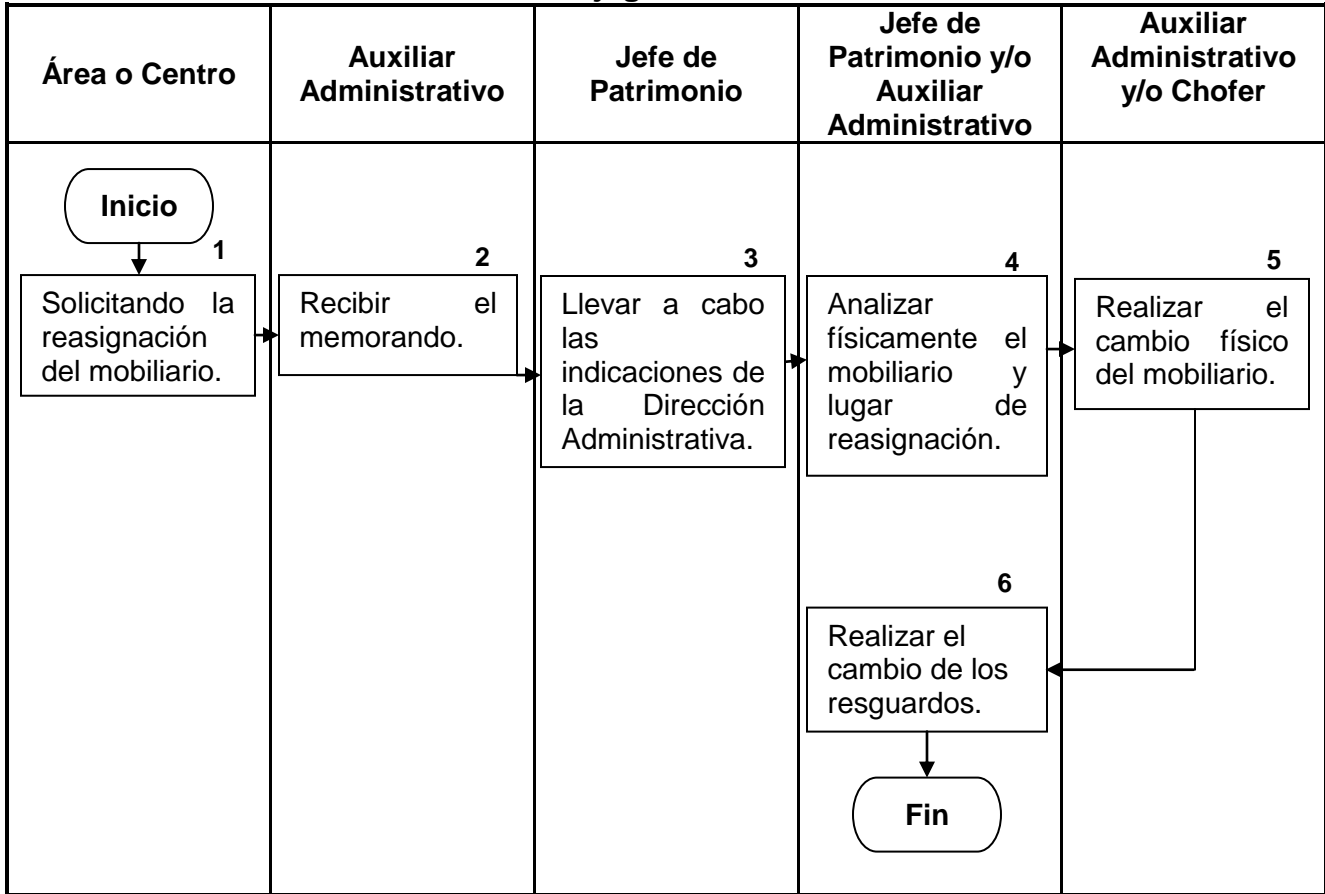 Área o Centro
Auxiliar
Administrativo
Jefe de
Patrimonio
Jefe de
Patrimonio y/o
Auxiliar
Administrativo
Auxiliar
Administrativo
y/o Chofer
Inicio
1
Solicitando la
reasignación
del mobiliario.
2
Recibir el
memorando.
3
Llevar a cabo
las
indicaciones de
la Dirección
Administrativa.
4
Analizar
físicamente el
mobiliario y
lugar de
reasignación.
5
Realizar el
cambio físico
del mobiliario.
6
Realizar el
cambio de los
resguardos.
Fin